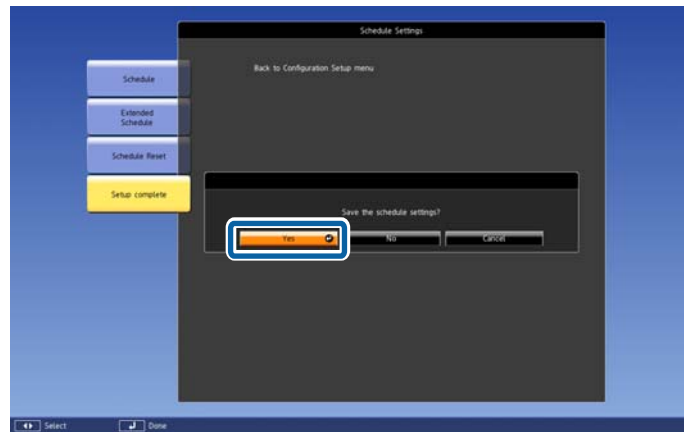 Schedule Settings
Schedule
Extended
Schedule
Schedule Reset
Setup complete
Back to Configuration Setup menu
Save the schedule settings?
Yes No Cancel
Select Done